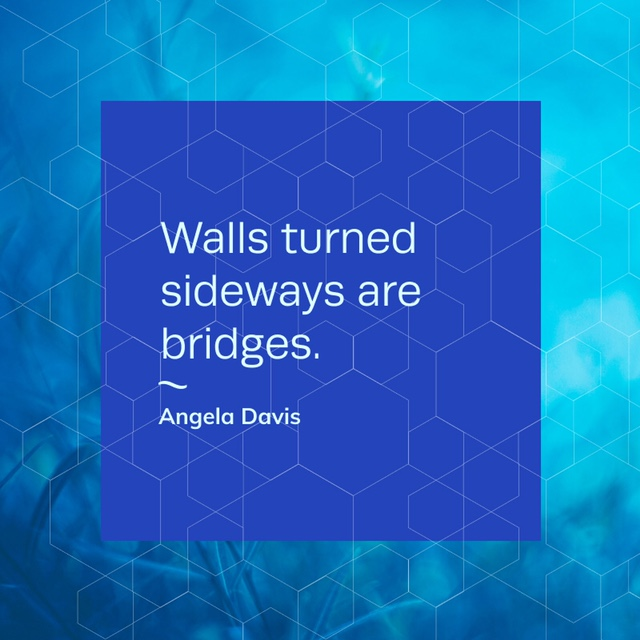 Walls turned
sideways are
bridges.
~
Angela Davis